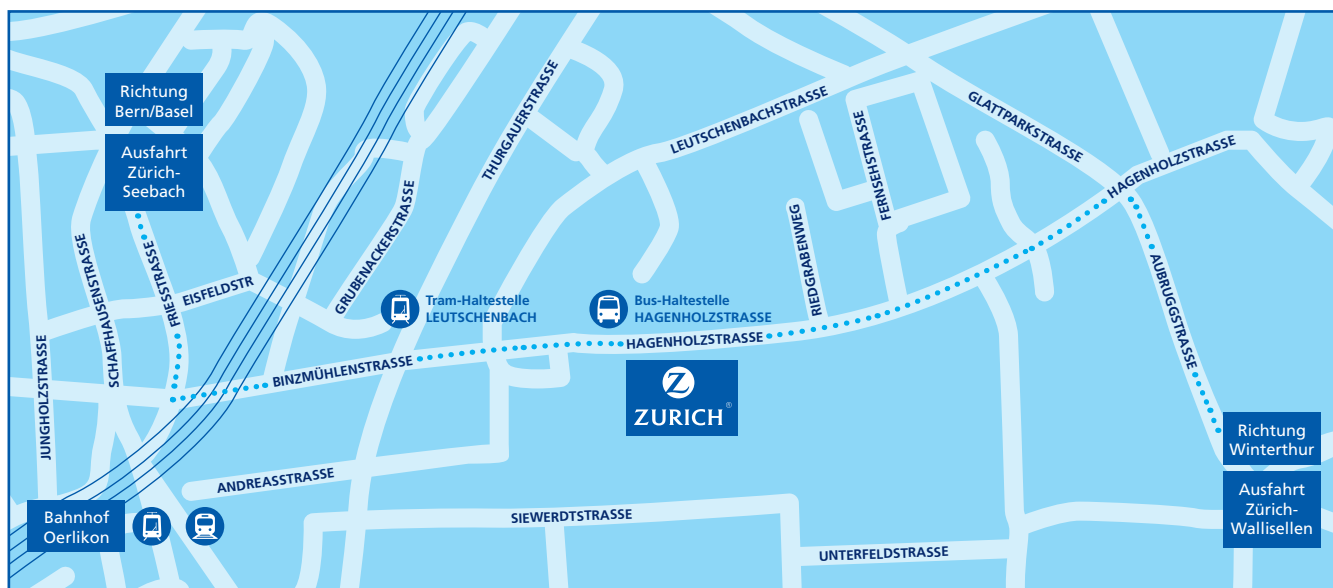 Richtung
Bern/Basel
Ausfahrt
Zürich-
Seebach
JUNGHOLZSTRASSE
SCHAFFHAUSENSTRASSE
FRIESSTRASSE
EISFELDSTR
GRUBENACKERSTRASSE
THURGAUERSTRASSE
LEUTSCHENBACHSTRASSE
FERNSEHSTRASSE
GLATTPARKSTRASSE
HAGENHOLZSTRASSE
RIEDGRABENWEG
AUBRUGGSTRASSE
Tram-Haltestelle
LEUTSCHENBACH
Bus-Haltestelle
HAGENHOLZSTRASSE
BINZMÜHLENSTRASSE
HAGENHOLZSTRASSE
Z
ZURICH®
Richtung
Winterthur
Ausfahrt
Zürich-
Wallisellen
ANDREASSTRASSE
SIEWERDTSTRASSE
UNTERFELDSTRASSE
Bahnhof
Oerlikon